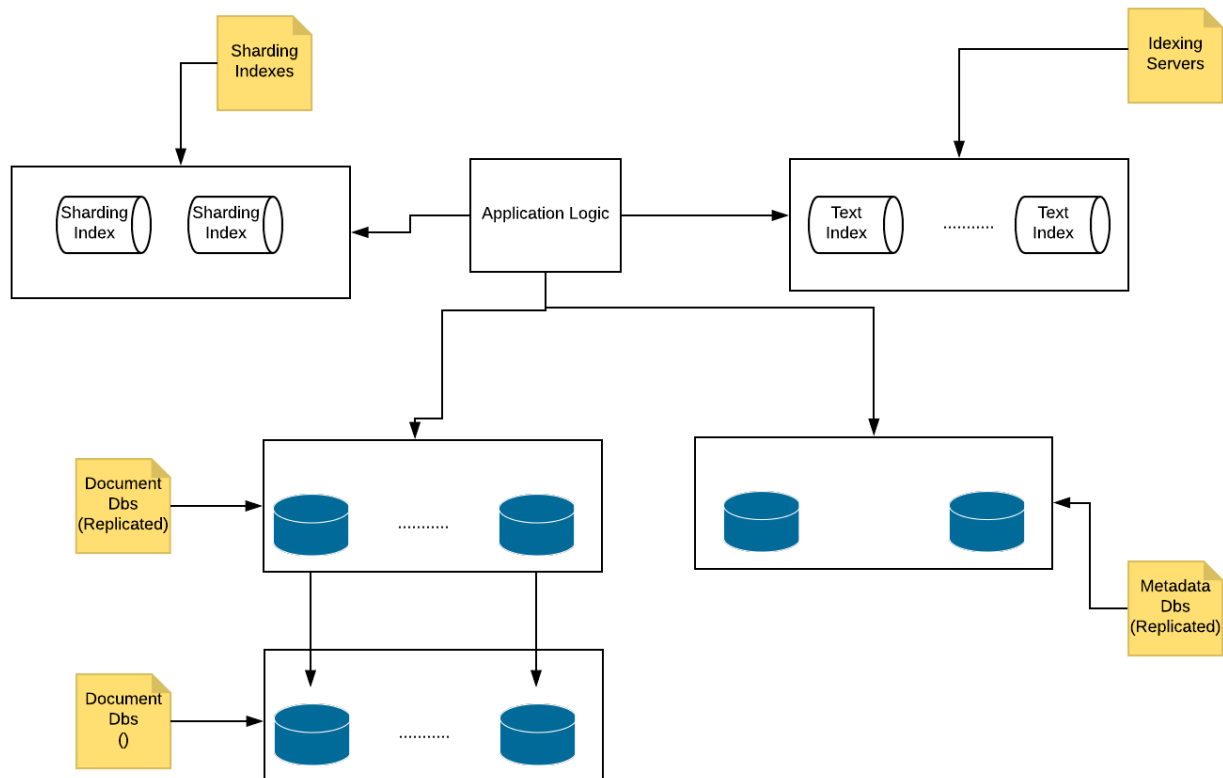 Sharding
Indexes
Idexing
Servers
Sharding
Index
Sharding
Index
Application Logic
Text
Index
...........
Text
Index
Document
Dbs
(Replicated)
...........
Metadata
Dbs
(Replicated)
Document
Dbs
()
...........